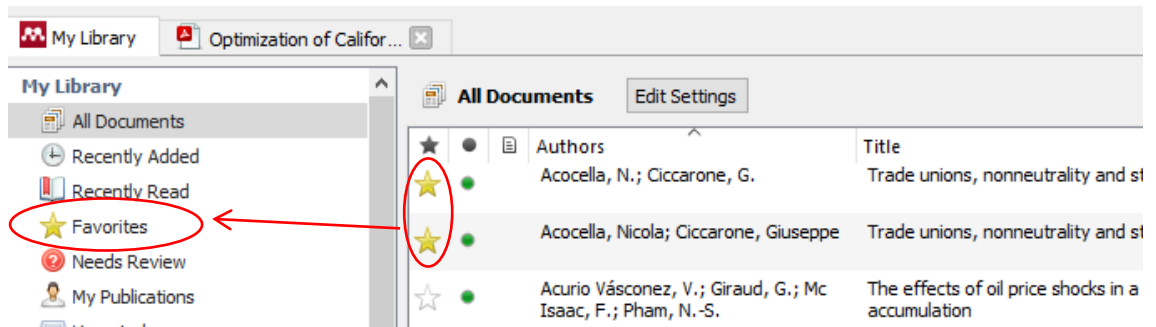 My Library
Optimization of Califor...
My Library
All Documents
Recently Added
Recently Read
Favorites
Needs Review
My Publications
All Documents
Edit Settings
Authors
Title
Acocella, N.; Ciccarone, G.
Trade unions, nonneutrality and st
Acocella, Nicola; Ciccarone, Giuseppe
Trade unions, nonneutrality and st
Acurio Vásconez, V.; Giraud, G.; Mc
Isaac, F.; Pham, N.-S.
The effects of oil price shocks in a
accumulation